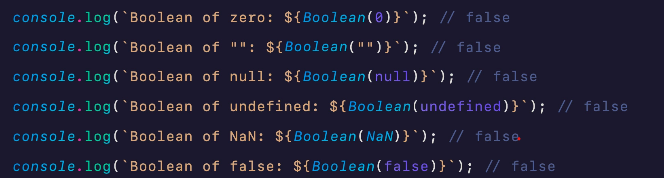 console.log(`Boolean of zero: ${Boolean(0)}`); // false
console.log(`Boolean of "": ${Boolean("")}`); // false
console.log(`Boolean of null: ${Boolean(null)}`); // false
console.log(`Boolean of undefined: ${Boolean(undefined)}`); // false
console.log(`Boolean of NaN: ${Boolean(NaN)}`); // false
console.log(`Boolean of false: ${Boolean(false)}`); // false